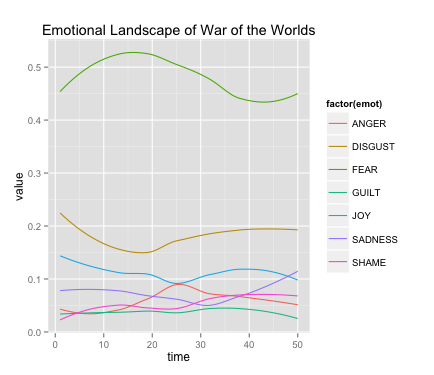 Emotional Landscape of War of the Worlds
value
0.5
0.4
0.3
0.2
0.1
0.0
0 10 20 30 40 50
time
factor(emot)
ANGER
DISGUST
FEAR
GUILT
JOY
SADNESS
SHAME